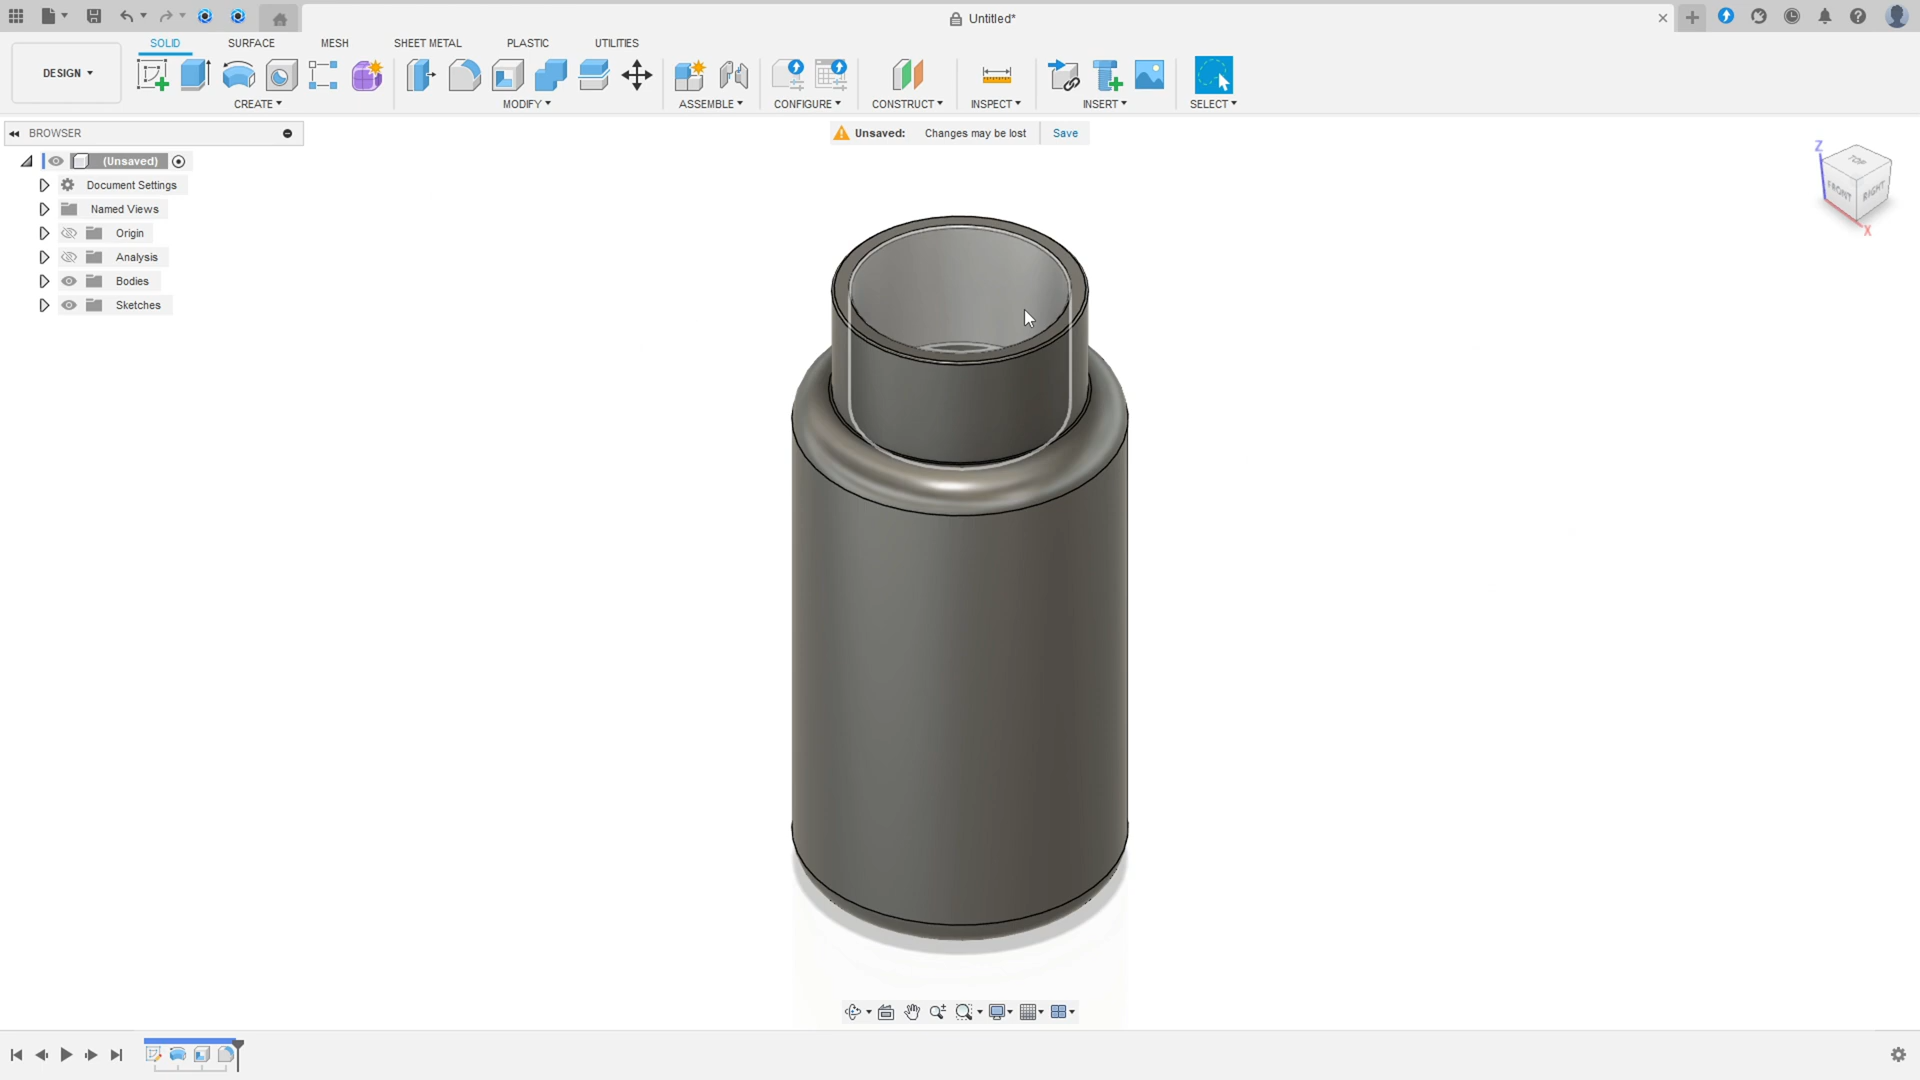 Untitled*
SOLID SURFACE MESH SHEET METAL PLASTIC UTILITIES
DESIGN
CREATE MODIFY ASSEMBLE CONFIGURE CONSTRUCT INSPECT INSERT SELECT
BROWSER
Unsaved: Changes may be lost Save
(Unsaved)
Document Settings
Named Views
Origin
Analysis
Bodies
Sketches
Z
TOP
FRONT RIGHT
X